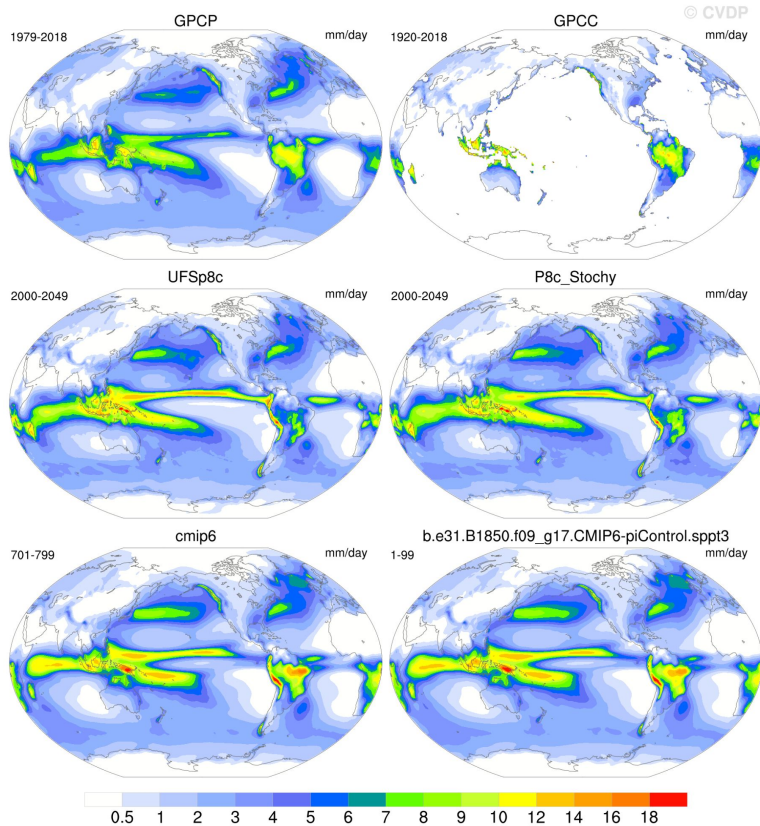 © CVDP
GPCP
GPCC
1979-2018
mm/day
1920-2018
mm/day
UFSp8c
P8c_Stochy
2000-2049
mm/day
2000-2049
mm/day
cmip6
b.e31.B1850.f09_g17.CMIP6-piControl.sppt3
701-799
mm/day
1-99
mm/day
0.5 1 2 3 4 5 6 7 8 9 10 12 14 16 18